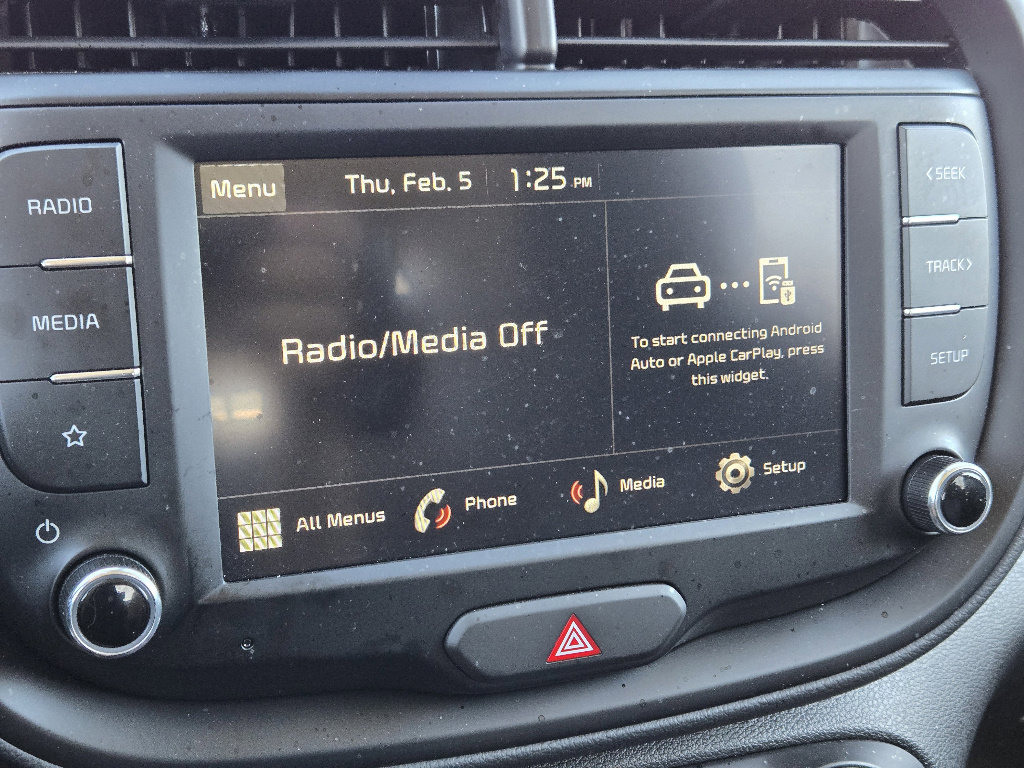 RADIO
MEDIA
Menu
Thu, Feb. 5
1:25 PM
Radio/Media Off
To start connecting Android
Auto or Apple CarPlay, press
this widget.
All Menus
Phone
Media
Setup
<SEEK
TRACK>
SETUP